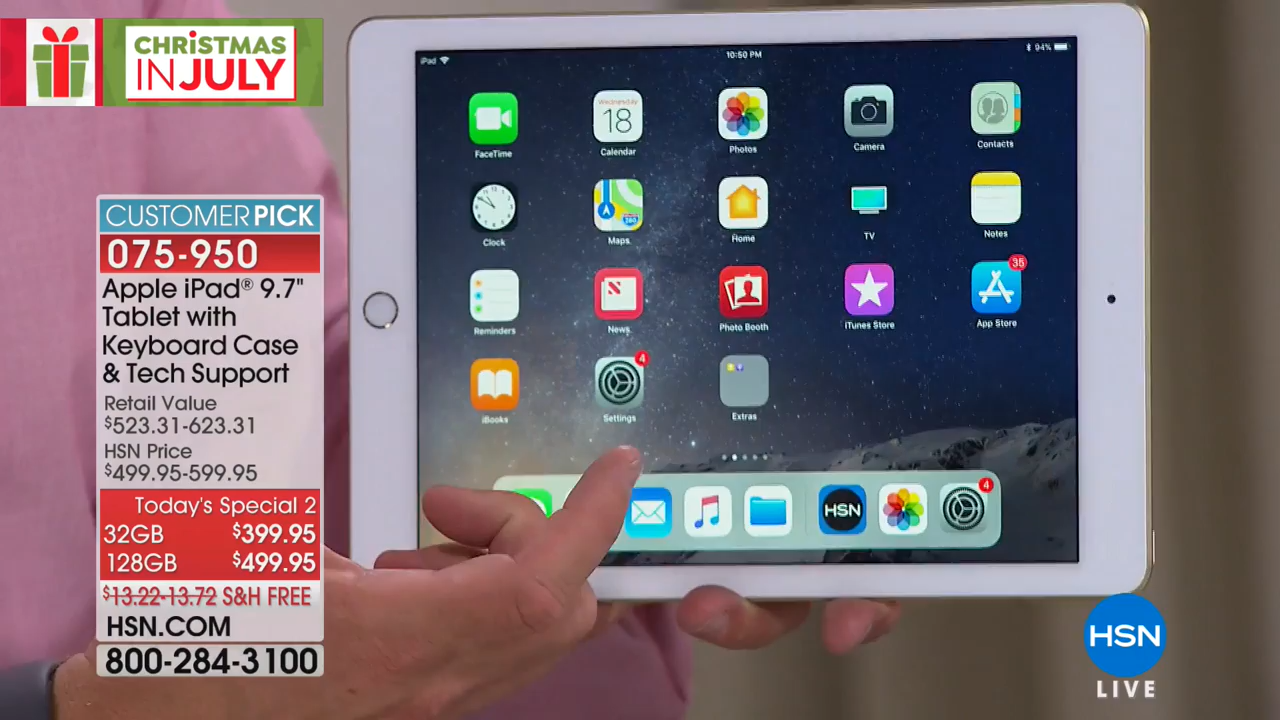 CHRiSTMAS
IN JULY
CUSTOMER PICK
075-950
Apple iPad® 9.7"
Tablet with
Keyboard Case
& Tech Support
Retail Value
$523.31-623.31
HSN Price
$499.95-599.95
Today's Special 2
32GB $399.95
128GB $499.95
$13.22-13.72 S&H FREE
HSN.COM
800-284-3100
iPad 10:50 PM 94%
Wednesday
18
FaceTime Calendar Photos Camera Contacts
280
Clock Maps Home TV Notes
35
Reminders News Photo Booth iTunes Store App Store
4
iBooks Settings Extras
HSN
4
HSN
LIVE